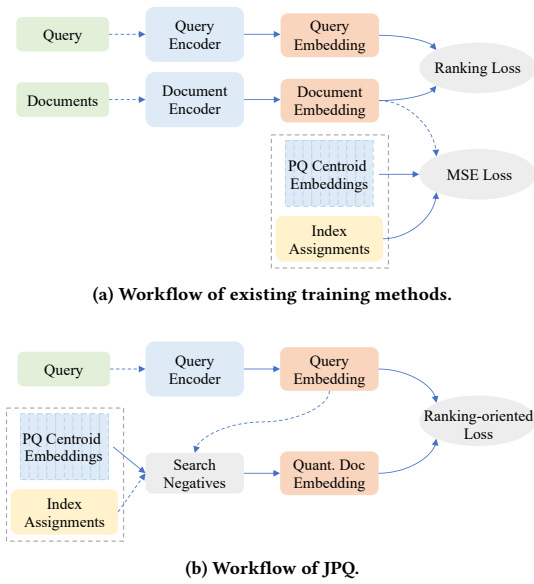 Query
Query
Encoder
Query
Embedding
Ranking Loss
Documents
Document
Encoder
Document
Embedding
PQ Centroid
Embeddings
MSE Loss
Index
Assignments
(a) Workflow of existing training methods.
Query
Query
Encoder
Query
Embedding
Ranking-oriented
Loss
PQ Centroid
Embeddings
Search
Negatives
Quant. Doc
Embedding
Index
Assignments
(b) Workflow of JPQ.